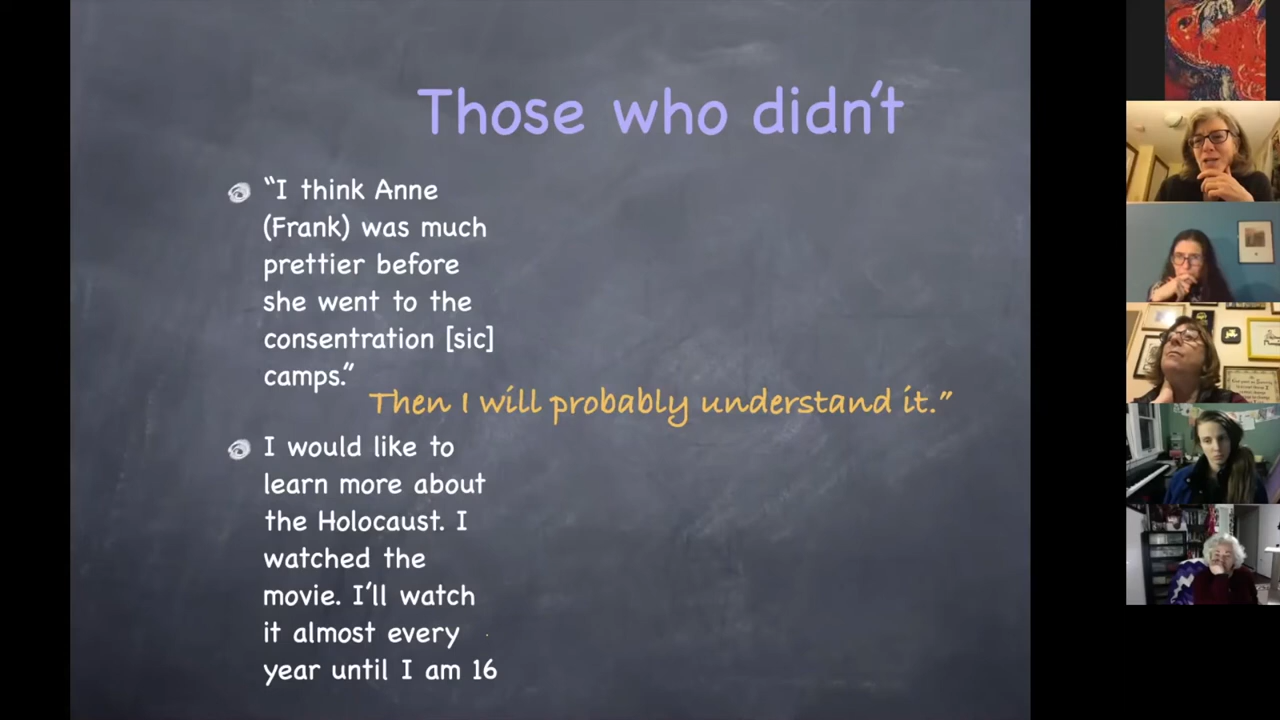 Those who didn't
"I think Anne
(Frank) was much
prettier before
she went to the
consentration [sic]
camps."
Then I will probably understand it."
I would like to
learn more about
the Holocaust. I
watched the
movie. I'll watch
it almost every
year until I am 16